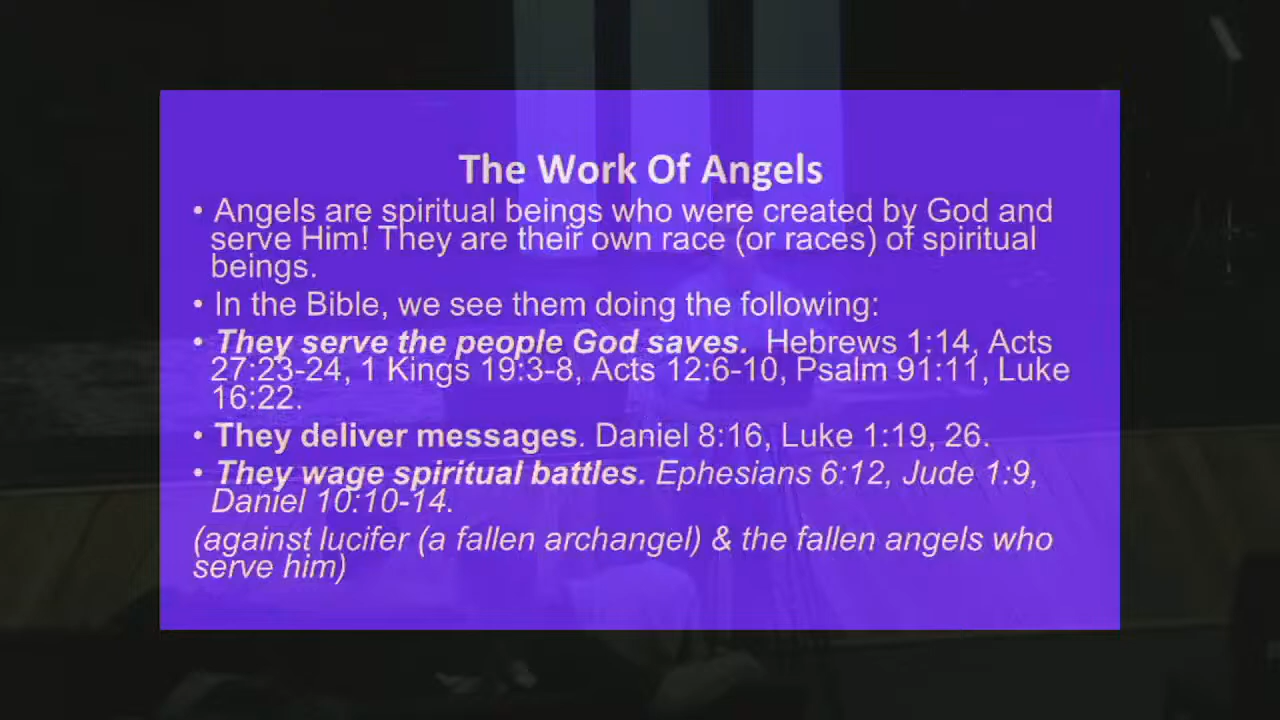 The Work Of Angels
• Angels are spiritual beings who were created by God and
serve Him! They are their own race (or races) of spiritual
beings.
• In the Bible, we see them doing the following:
• They serve the people God saves. Hebrews 1:14, Acts
27:23-24, 1 Kings 19:3-8, Acts 12:6-10, Psalm 91:11, Luke
16:22.
• They deliver messages. Daniel 8:16, Luke 1:19, 26.
• They wage spiritual battles. Ephesians 6:12, Jude 1:9,
Daniel 10:10-14.
(against lucifer (a fallen archangel) & the fallen angels who
serve him)